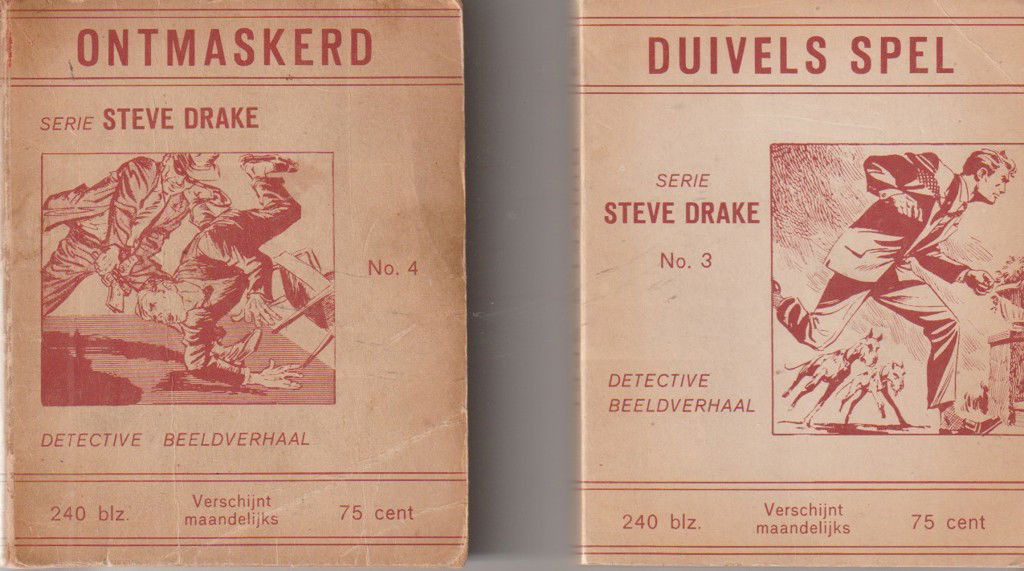 ONTMASKERD
SERIE STEVE DRAKE
No. 4
DETECTIVE BEELDVERHAAL
240 blz.
Verschijnt
maandelijks
75 cent
DUIVELS SPEL
SERIE
STEVE DRAKE
No. 3
DETECTIVE
BEELDVERHAAL
240 blz.
Verschijnt
maandelijks
75 cent